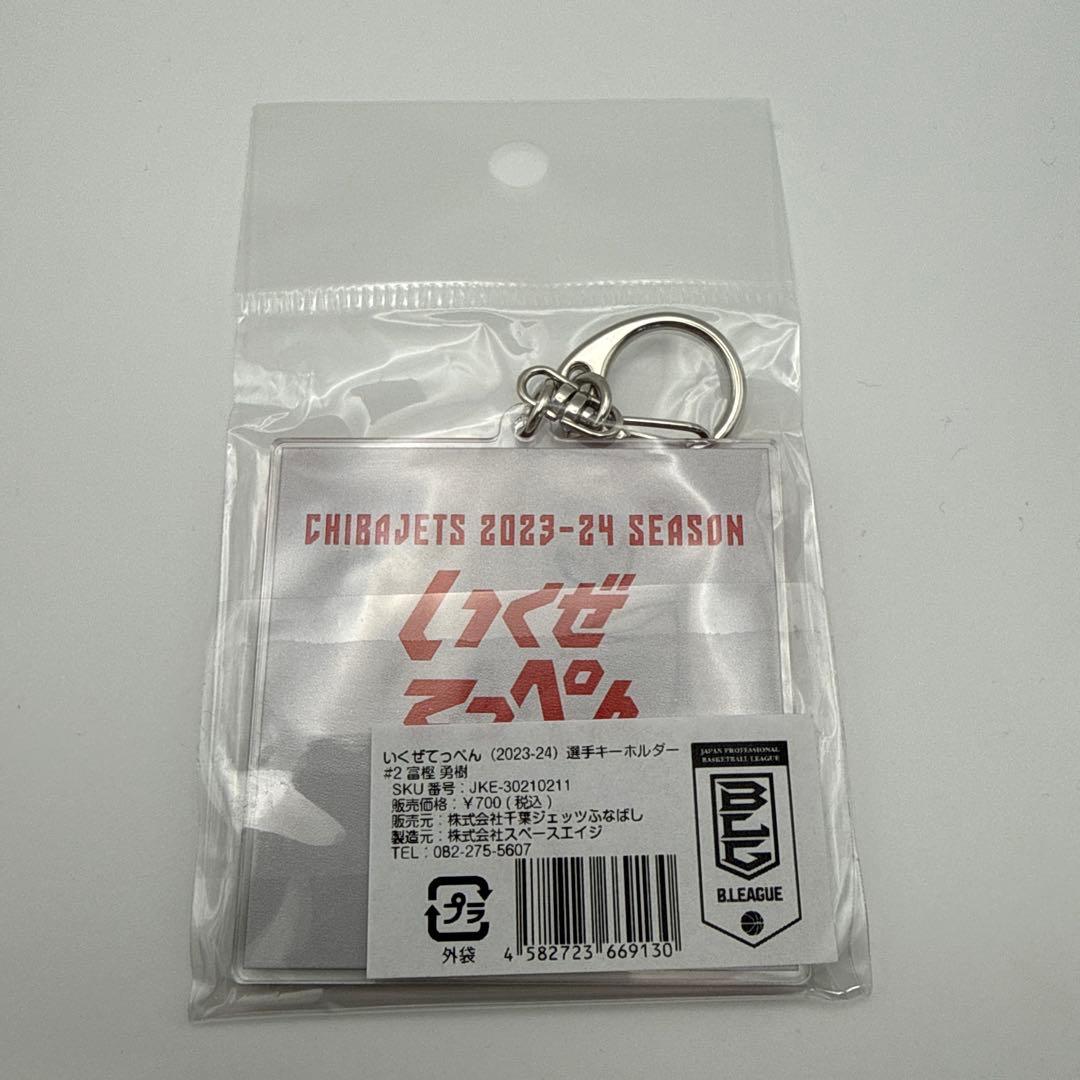 CHIBAJETS 2023-24 SEASON
いくぜ
てっぺん
いくぜてっぺん（2023-24）選手キーホルダー
#2 富樫 勇樹
SKU 番号：JKE-30210211
販売価格：￥700 (税込)
販売元：株式会社千葉ジェッツふなばし
製造元：株式会社スペースエイジ
TEL：082-275-5607
プラ
外袋
4 582723 669130
JAPAN PROFESSIONAL
BASKETBALL LEAGUE
B.LEAGUE